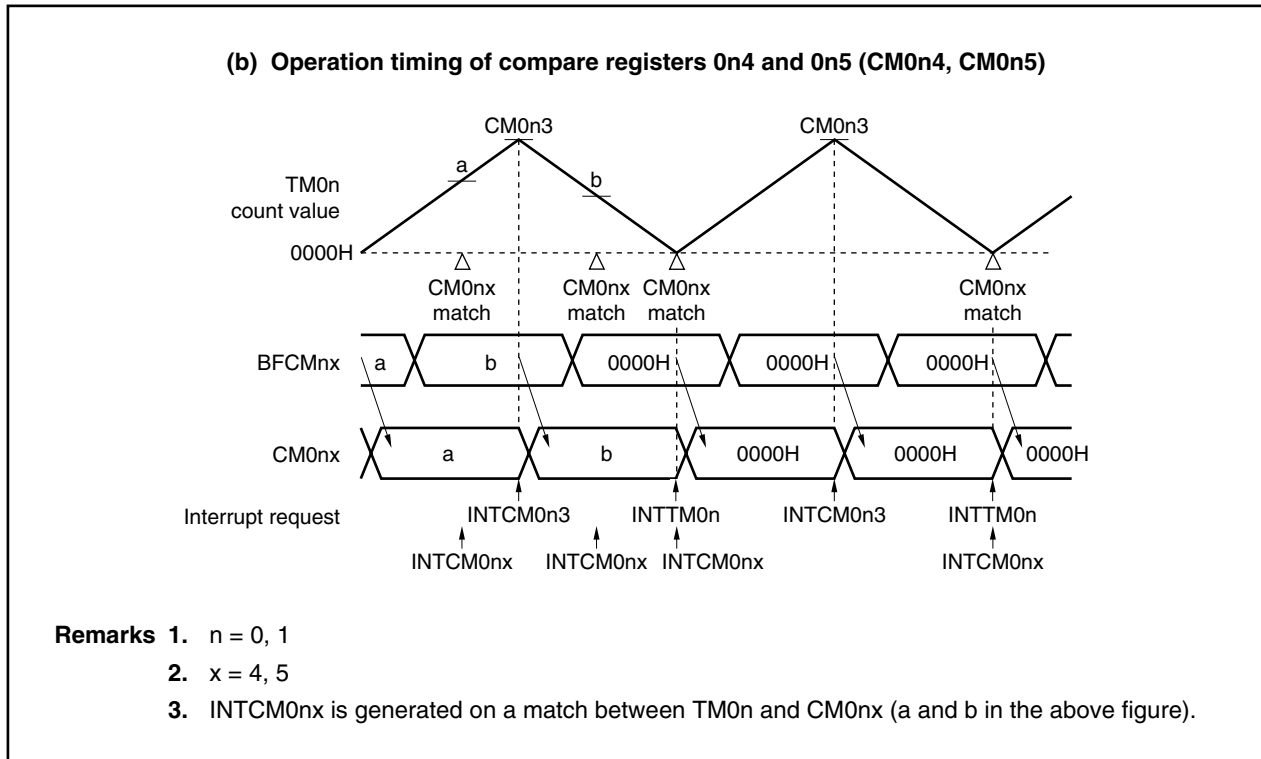 (b) Operation timing of compare registers 0n4 and 0n5 (CM0n4, CM0n5)
CM0n3 CM0n3
a
b
TM0n
count value
0000H
CM0nx CM0nx CM0nx CM0nx
match match match match
BFCMnx a b 0000H 0000H 0000H
CM0nx a b 0000H 0000H 0000H
Interrupt request INTCM0n3 INTTM0n INTCM0n3 INTTM0n
INTCM0nx INTCM0nx INTCM0nx INTCM0nx
Remarks 1. n = 0, 1
2. x = 4, 5
3. INTCM0nx is generated on a match between TM0n and CM0nx (a and b in the above figure).